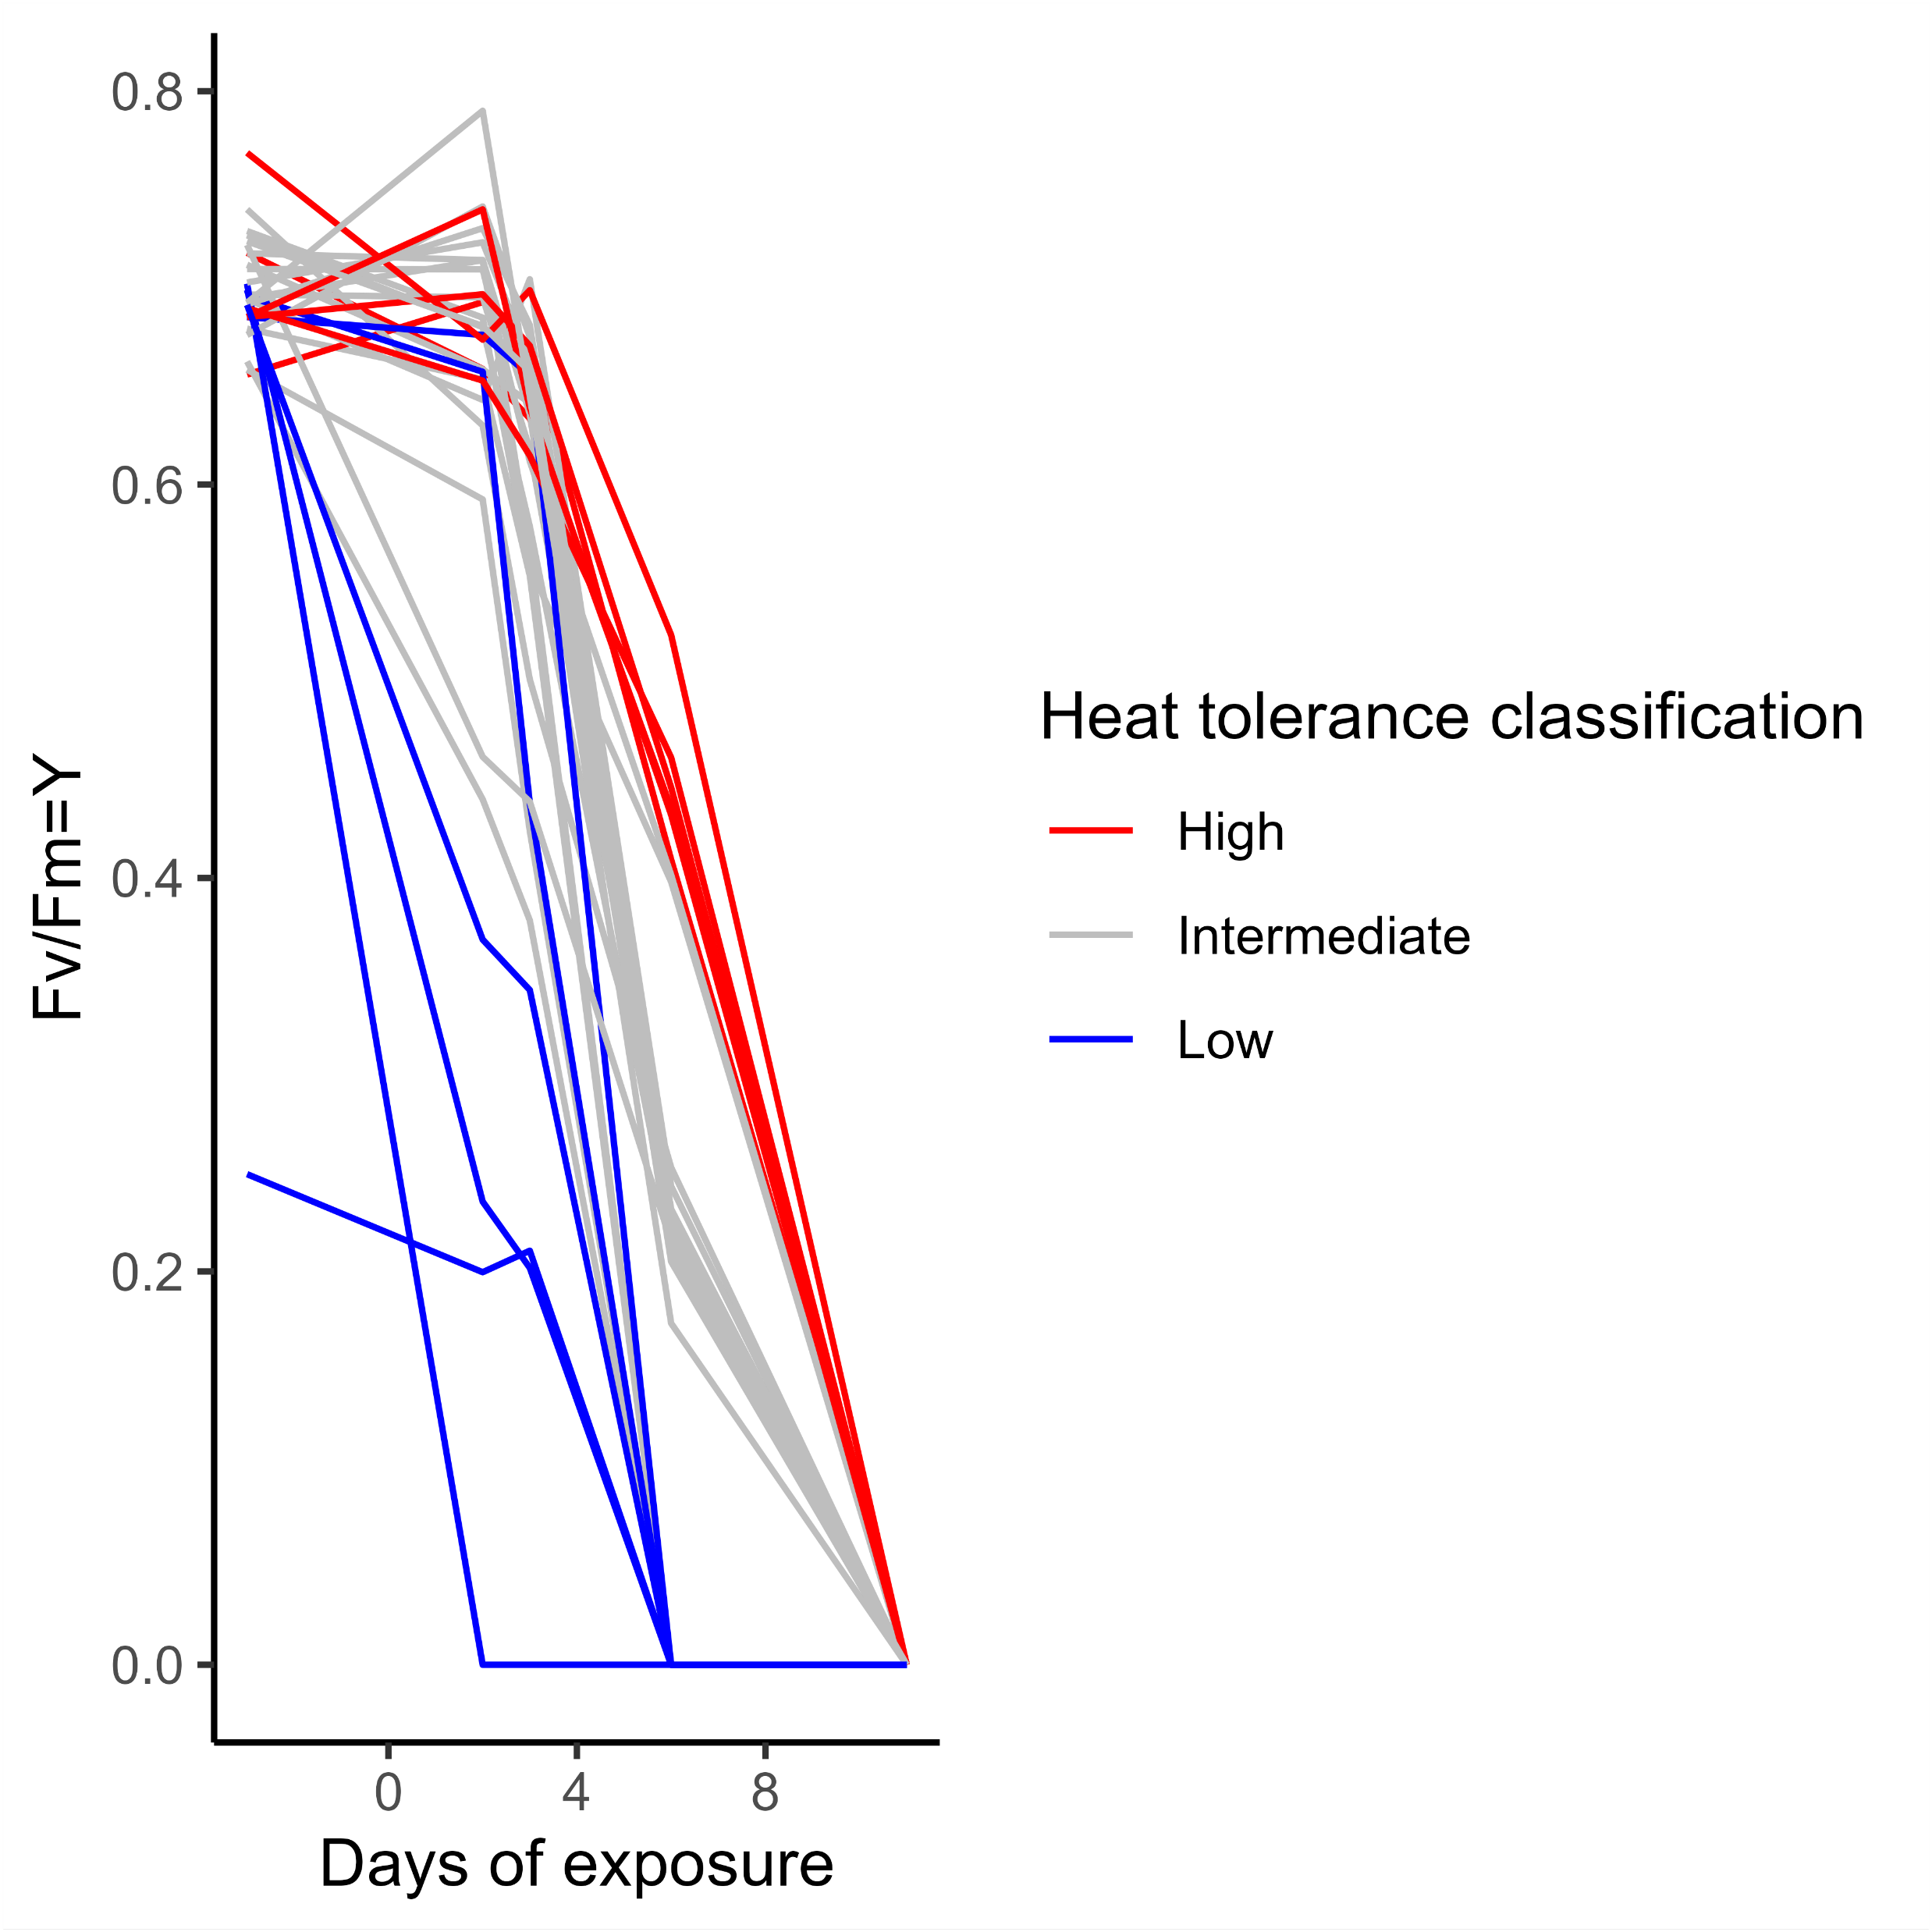 0.8
0.6
0.4
0.2
0.0
Fv/Fm=Y
0 4 8
Days of exposure
Heat tolerance classification
High
Intermediate
Low